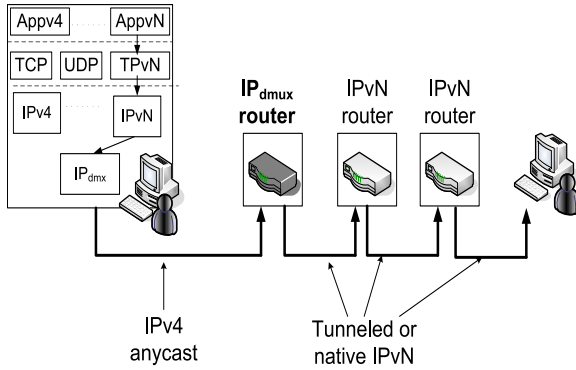 Appv4 AppvN
TCP UDP TPvN
IPv4 IPvN
IPdmx
IPdmux
router
IPvN
router
IPvN
router
IPv4
anycast
Tunneled or
native IPvN